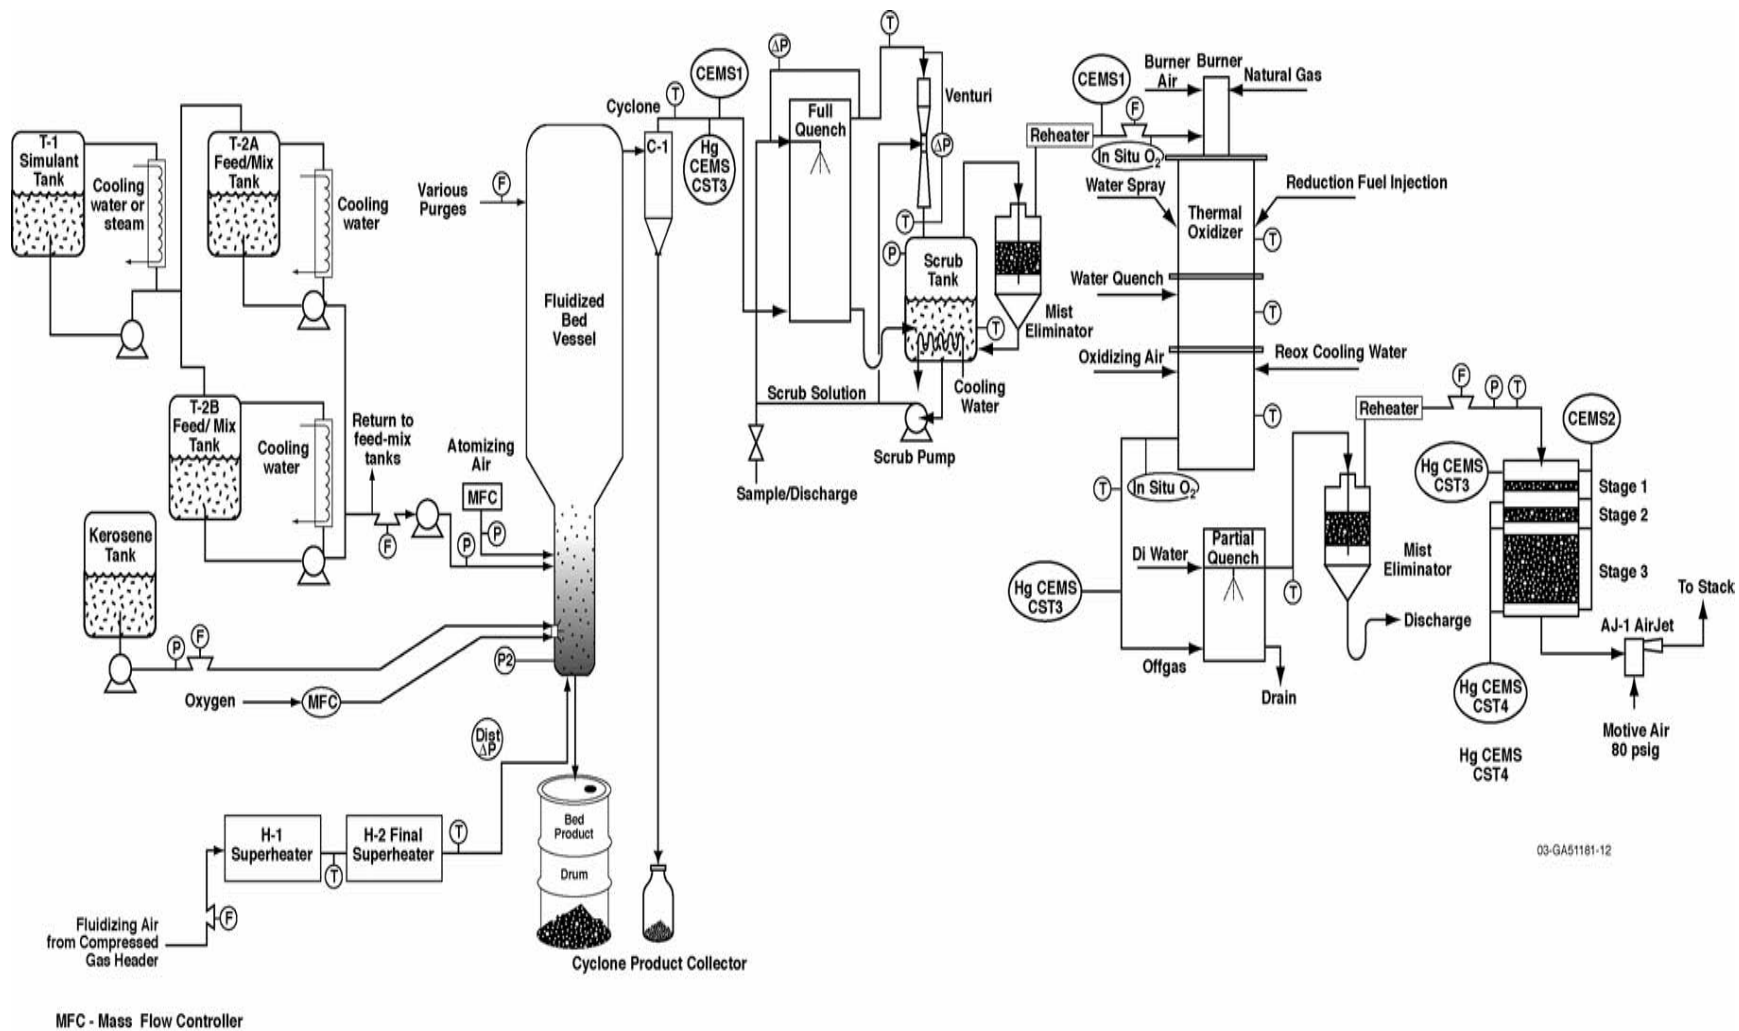 T-1
Simulant
Tank
Cooling
water or
steam
T-2A
Feed/Mix
Tank
Cooling
water
T-2B
Feed/ Mix
Tank
Cooling
water
Return to
feed-mix
tanks
F
Kerosene
Tank
P
F
Oxygen
MFC
Various
Purges
F
Atomizing
Air
MFC
P
P
P2
Fluidized
Bed
Vessel
Dist
ΔP
H-1
Superheater
T
H-2 Final
Superheater
T
F
Fluidizing Air
from Compressed
Gas Header
Bed
Product
Drum
Cyclone Product Collector
MFC - Mass Flow Controller
Cyclone
C-1
T
CEMS1
Hg
CEMS
CST3
ΔP
Full
Quench
T
Venturi
ΔP
T
P
Scrub
Tank
T
Cooling
Water
Scrub Solution
Scrub Pump
Sample/Discharge
Mist
Eliminator
Reheater
CEMS1
F
In Situ O2
Burner
Air
Burner
Natural Gas
Water Spray
Reduction Fuel Injection
Thermal
Oxidizer
T
Water Quench
T
Oxidizing Air
Reox Cooling Water
T
T
In Situ O2
Hg CEMS
CST3
Di Water
Partial
Quench
T
Offgas
Drain
Mist
Eliminator
Discharge
Reheater
F
P
T
CEMS2
Hg CEMS
CST3
Stage 1
Stage 2
Stage 3
Hg CEMS
CST4
Hg CEMS
CST4
To Stack
AJ-1 AirJet
Motive Air
80 psig
03-GA51181-12